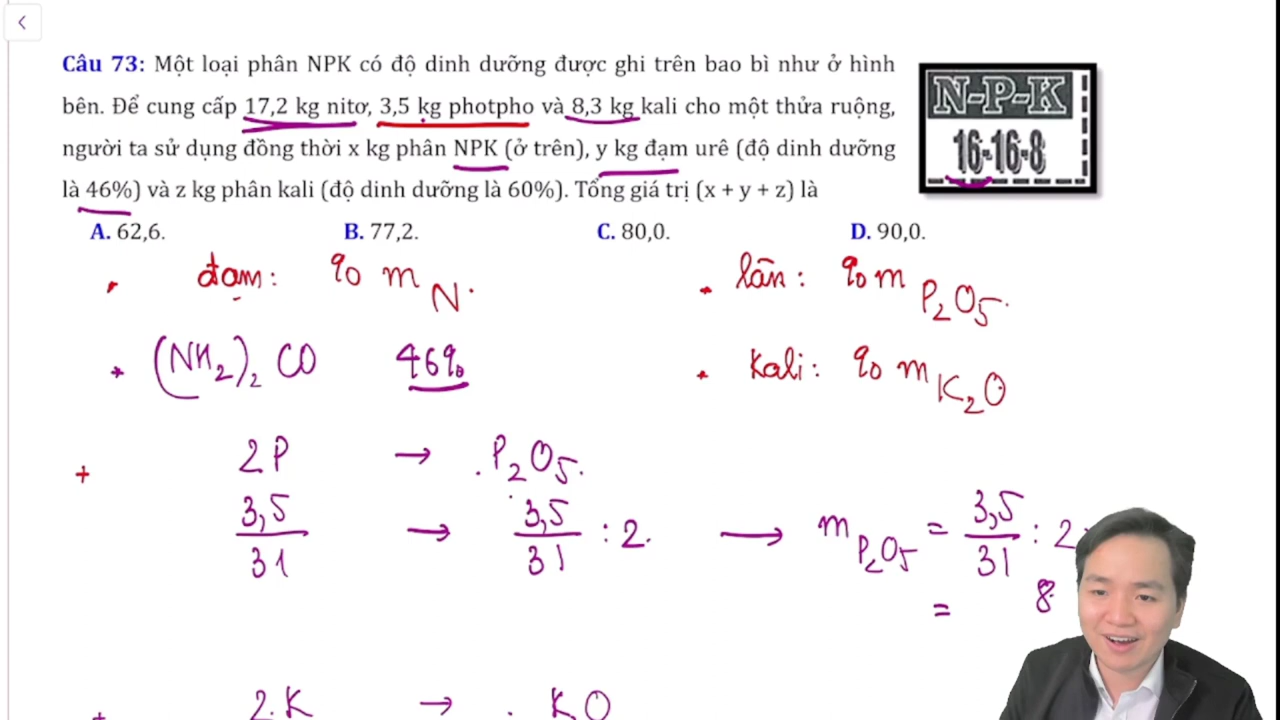 Câu 73: Một loại phân NPK có độ dinh dưỡng được ghi trên bao bì như ở hình
bên. Để cung cấp 17,2 kg nitơ, 3,5 kg photpho và 8,3 kg kali cho một thửa ruộng,
người ta sử dụng đồng thời x kg phân NPK (ở trên), y kg đạm urê (độ dinh dưỡng
là 46%) và z kg phân kali (độ dinh dưỡng là 60%). Tổng giá trị (x + y + z) là
N-P-K
16-16-8
A. 62,6. B. 77,2. C. 80,0. D. 90,0.
đạm: % m N. lân: % m P₂O₅.
(NH₂)₂ CO 46% Kali: % m K₂O
+ 2P → P₂O₅.
3,5/31 → 3,5/31 : 2. → m P₂O₅ = 3,5/31 : 2
= 8
+ 2.K →